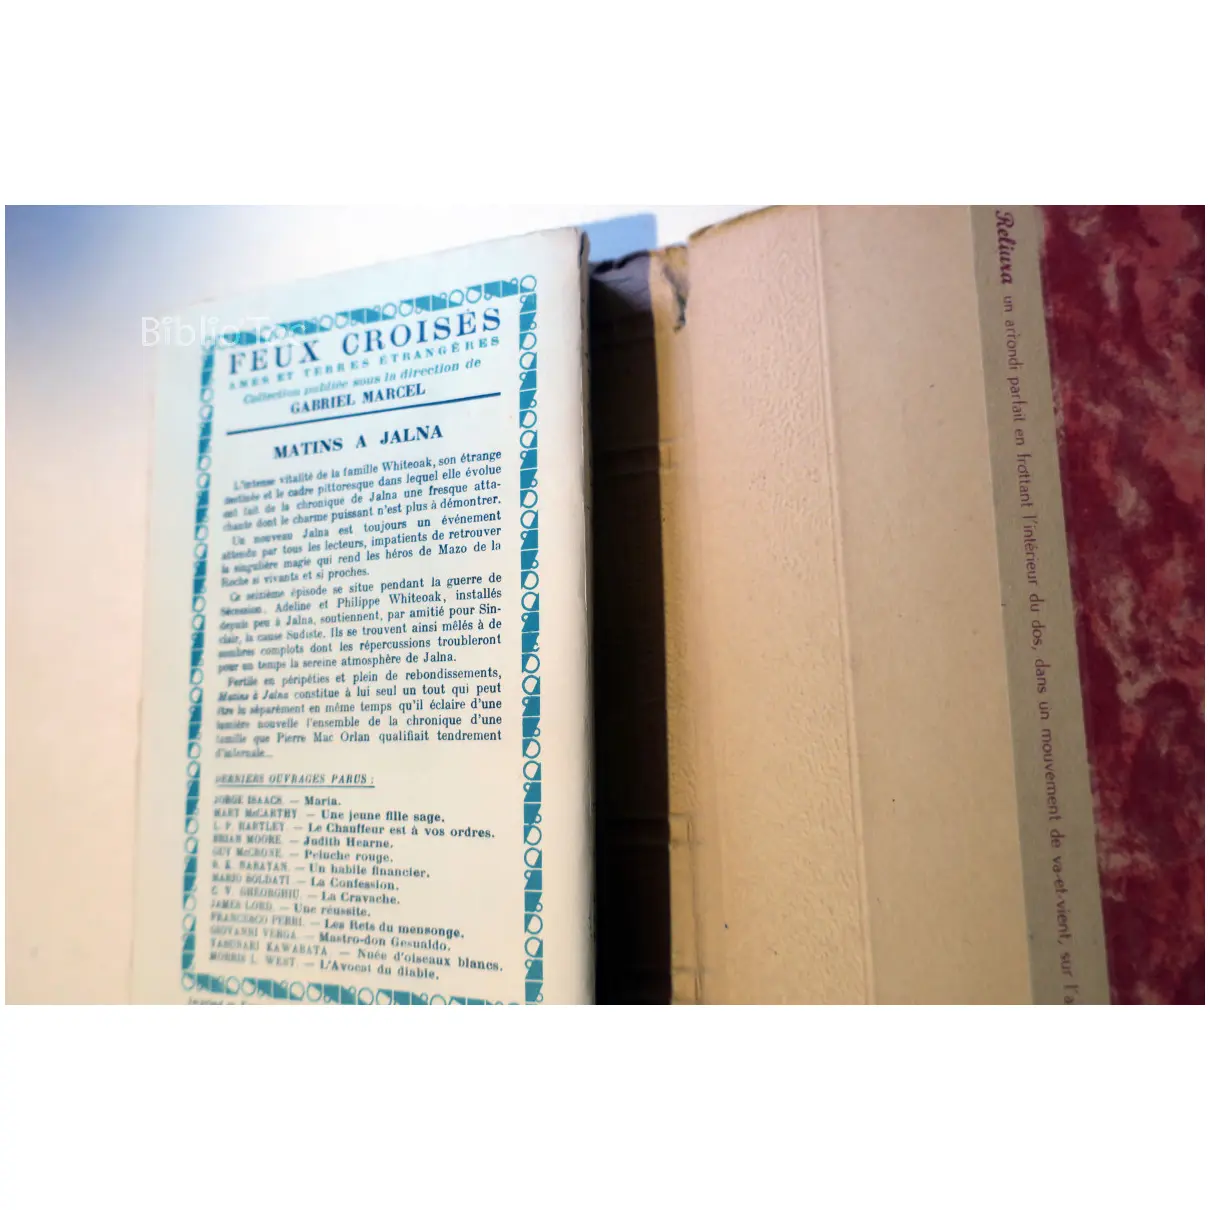 Biblio'Toc
FEUX CROISÉS
AMES ET TERRES ÉTRANGÈRES
Collection publiée sous la direction de
GABRIEL MARCEL
MATINS A JALNA
L'intense vitalité de la famille Whiteoak, son étrange
destinée et le cadre pittoresque dans lequel elle évolue
ont fait de la chronique de Jalna une fresque atta-
chante dont le charme puissant n'est plus à démontrer.
Un nouveau Jalna est toujours un événement
attendu par tous les lecteurs, impatients de retrouver
la singulière magie qui rend les héros de Mazo de la
Roche si vivants et si proches.
Ce seizième épisode se situe pendant la guerre de
Sécession. Adeline et Philippe Whiteoak, installés
depuis peu à Jalna, soutiennent, par amitié pour Sin-
clair, la cause Sudiste. Ils se trouvent ainsi mêlés à de
sombres complots dont les répercussions troubleront
pour un temps la sereine atmosphère de Jalna.
Fertile en péripéties et plein de rebondissements,
Matins à Jalna constitue à lui seul un tout qui peut
être lu séparément en même temps qu'il éclaire d'une
lumière nouvelle l'ensemble de la chronique d'une
famille que Pierre Mac Orlan qualifiait tendrement
d'infernale...
DERNIERS OUVRAGES PARUS :
JORGE ISAACS. — Maria.
MARY McCARTHY — Une jeune fille sage.
L. P. HARTLEY — Le Chauffeur est à vos ordres.
BRIAN MOORE. — Judith Hearne.
GUY McCRONE. — Peluche rouge.
R. K. NARAYAN. — Un habile financier.
MARIO SOLDATI. — La Confession.
C. V. GHEORGHIU. — La Cravache.
JAMES LORD. — Une réussite.
FRANCESCO PERRI. — Les Rets du mensonge.
GIOVANNI VERGA. — Mastro-don Gesualdo.
YASUNARI KAWABATA — Nuée d'oiseaux blancs.
MORRIS L. WEST. — L'Avocat du diable.
Reliura un arrondi parfait en frottant l'intérieur du dos, dans un mouvement de va-et-vient, sur l'a